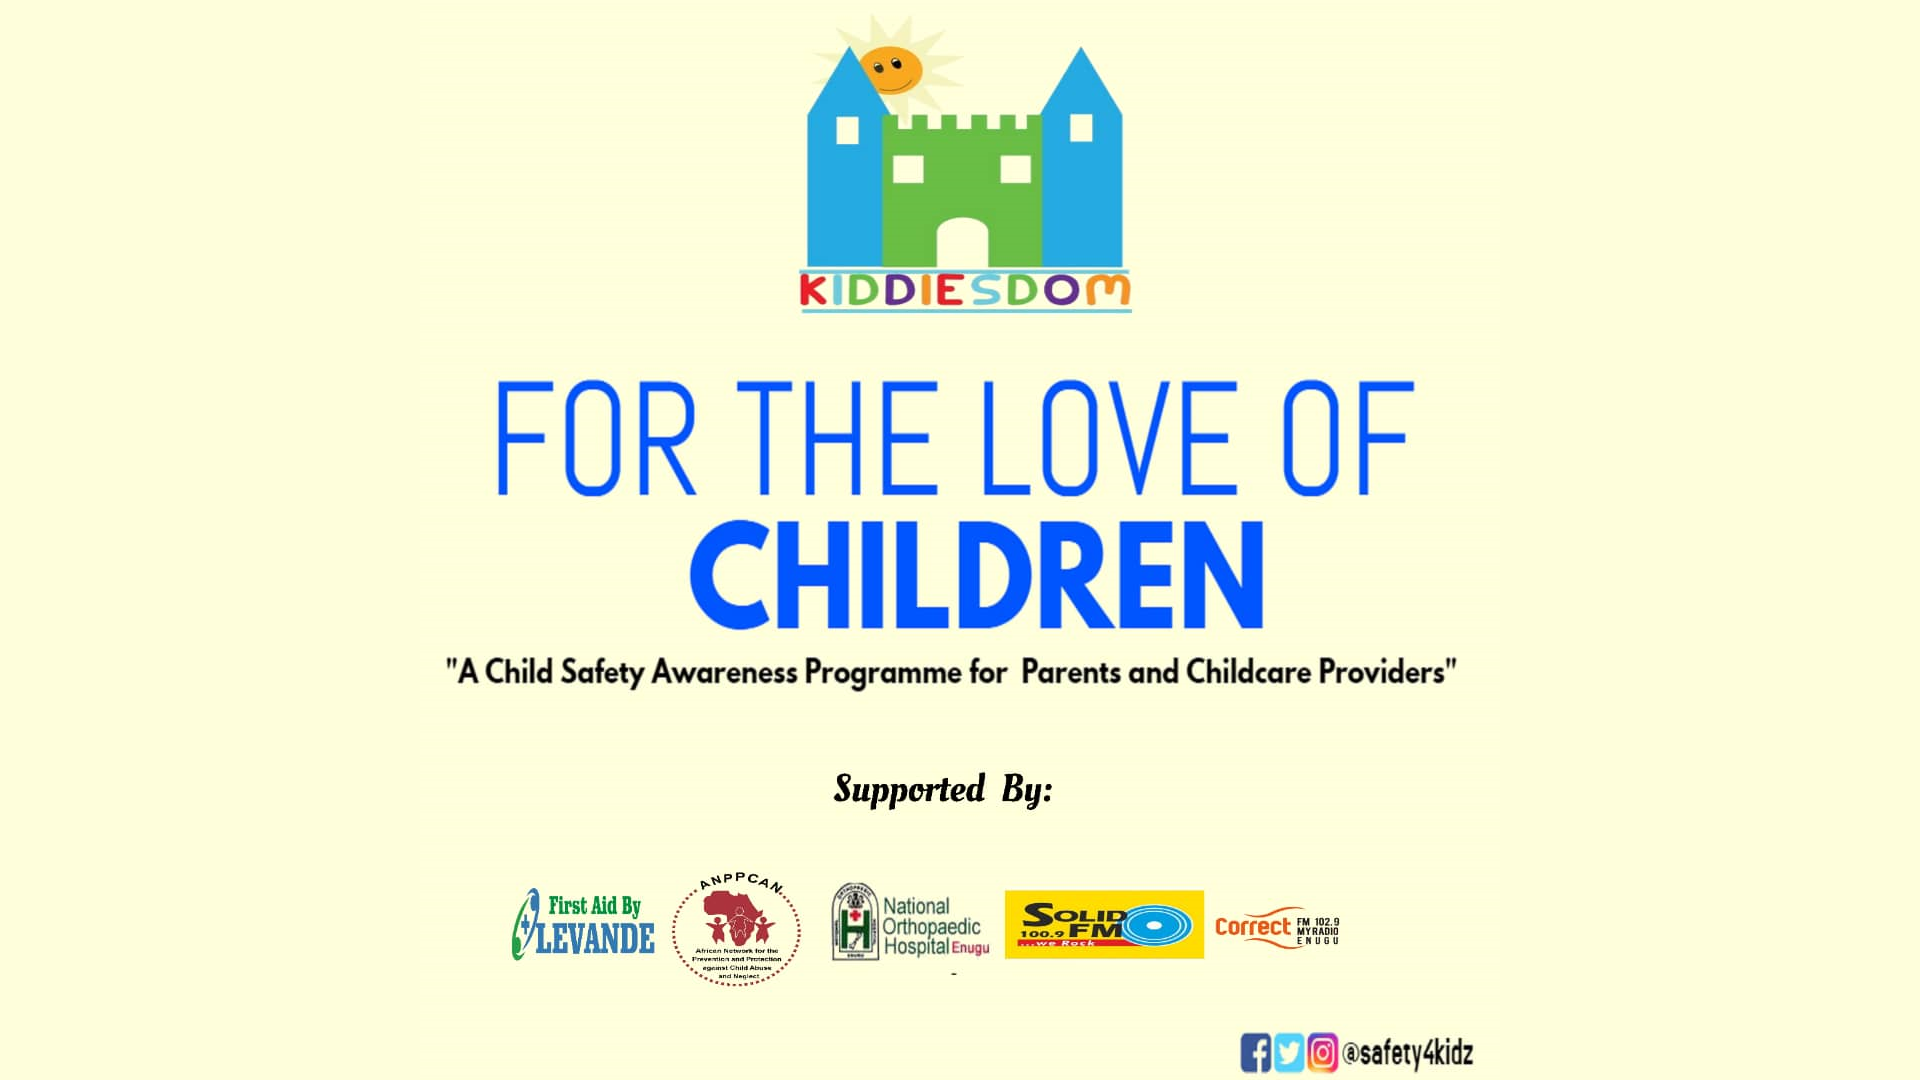 KIDDIESDOM
FOR THE LOVE OF
CHILDREN
"A Child Safety Awareness Programme for Parents and Childcare Providers"
Supported By:
First Aid By
LEVANDE
ANPPCAN
African Network for the
Prevention and Protection
against Child Abuse
and Neglect
National
Orthopaedic
Hospital Enugu
SOLID
100.9 FM
...we Rock
Correct FM 102.9
MYRADIO
ENUGU
@safety4kidz